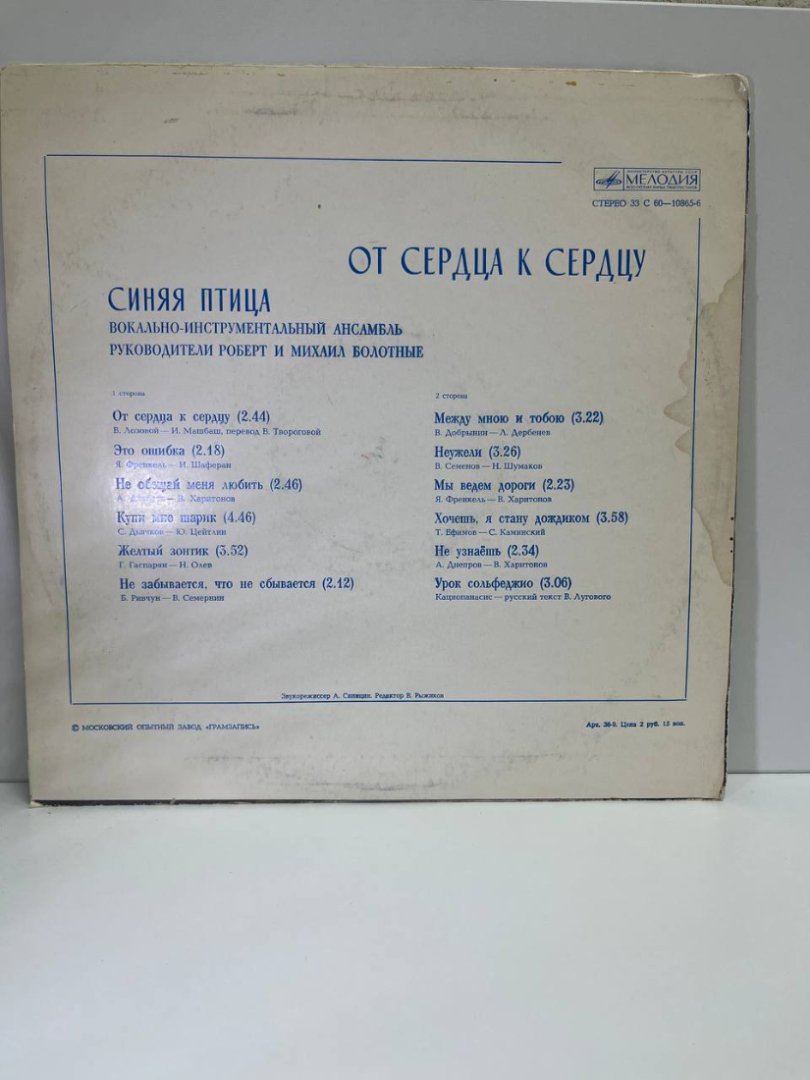 МЕЛОДИЯ
СТЕРЕО 33 С 60—10865-6
ОТ СЕРДЦА К СЕРДЦУ
СИНЯЯ ПТИЦА
ВОКАЛЬНО-ИНСТРУМЕНТАЛЬНЫЙ АНСАМБЛЬ
РУКОВОДИТЕЛИ РОБЕРТ И МИХАИЛ БОЛОТНЫЕ
1 сторона
От сердца к сердцу (2.44)
В. Лозовой — И. Машбаш, перевод В. Твороговой
Это ошибка (2.18)
Я. Френкель — И. Шаферан
Не обещай меня любить (2.46)
В. Харитонов
Купи мне шарик (4.46)
С. Дьячков — Ю. Цейтлин
Желтый зонтик (3.52)
Г. Гаспарян — Н. Олев
Не забывается, что не сбывается (2.12)
Б. Ривчун — В. Семернин
2 сторона
Между мною и тобою (3.22)
В. Добрынин — Л. Дербенев
Неужели (3.26)
В. Семенов — Н. Шумаков
Мы ведем дороги (2.23)
Я. Френкель — В. Харитонов
Хочешь, я стану дождиком (3.58)
Т. Ефимов — С. Каминский
Не узнаёшь (2.34)
А. Днепров — В. Харитонов
Урок сольфеджио (3.06)
Кацпопанасис — русский текст В. Лугового
Звукорежиссер А. Редактор В. Рыжиков
© МОСКОВСКИЙ ОПЫТНЫЙ ЗАВОД «ГРАМЗАПИСЬ»
Арт. Цена 2 руб. 15 коп.